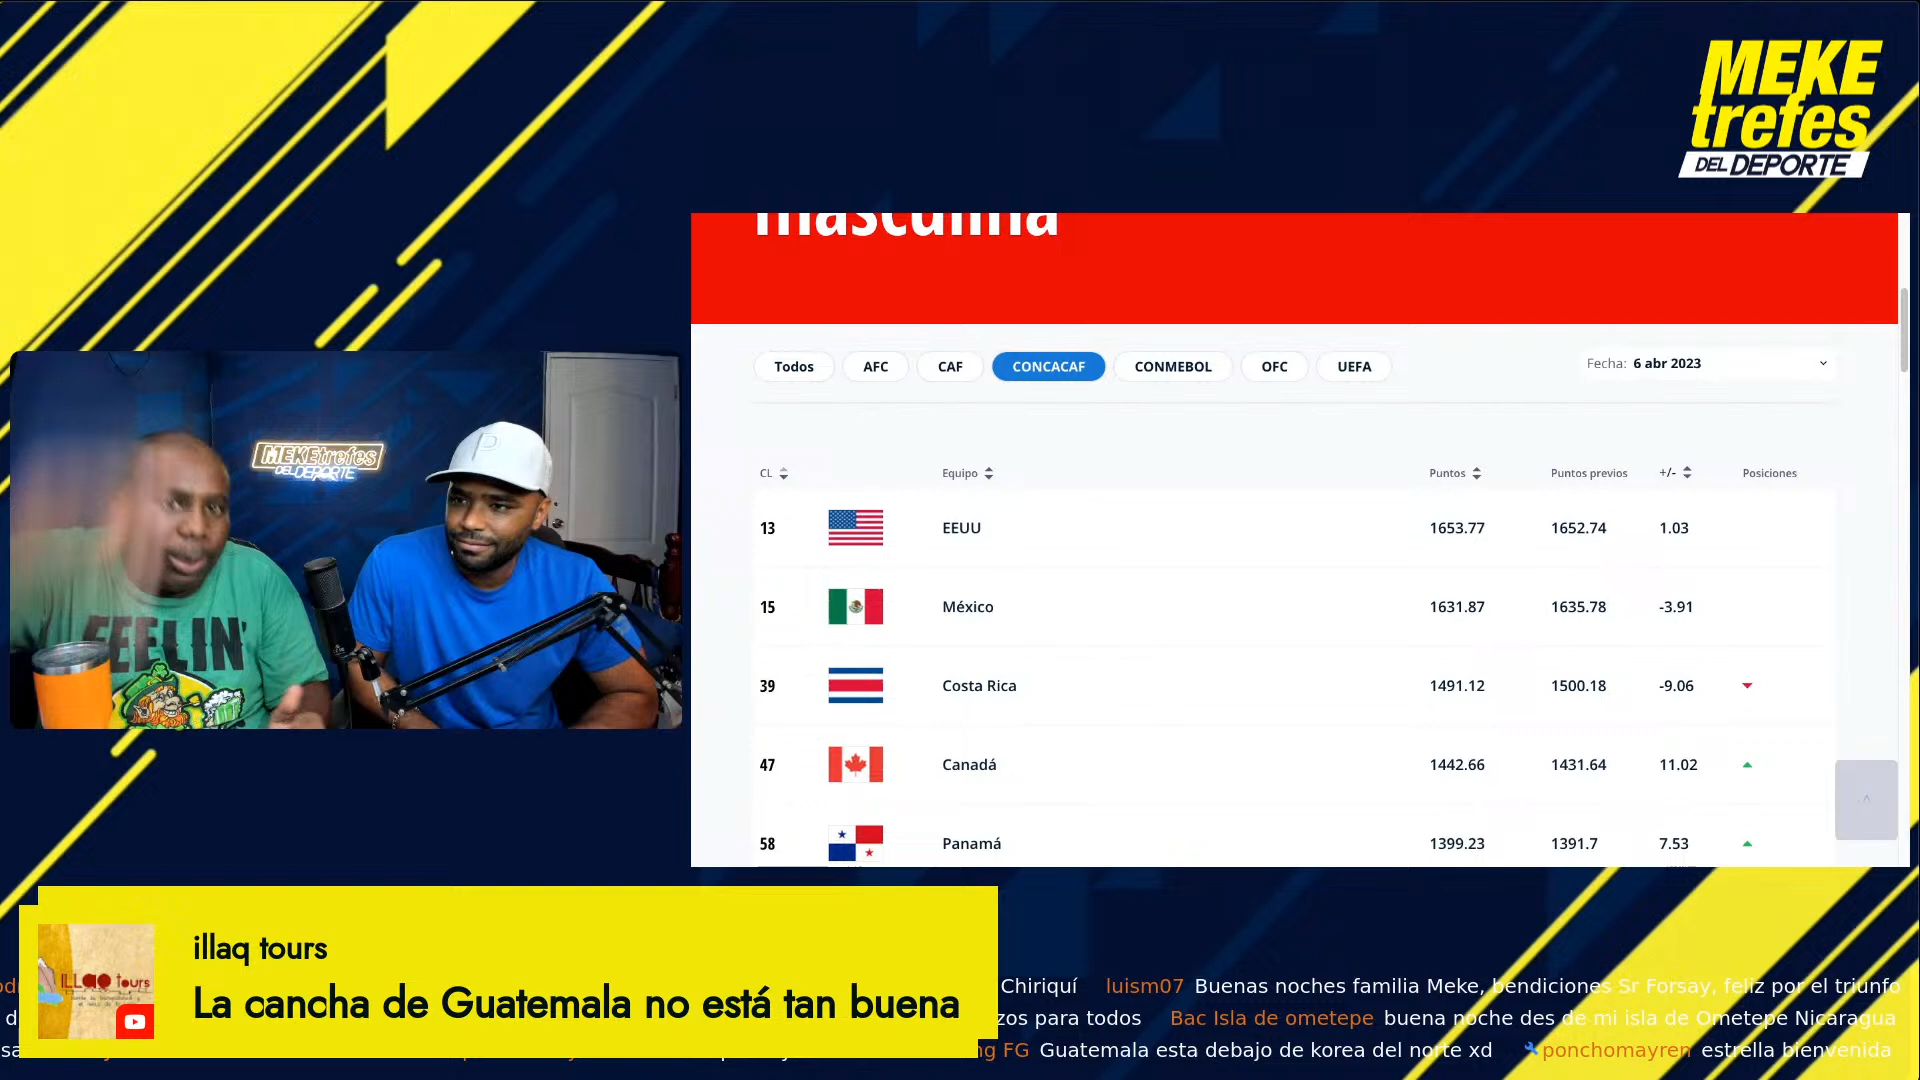 MEKE
trefes
DEL DEPORTE
masculina
Todos AFC CAF CONCACAF CONMEBOL OFC UEFA
Fecha: 6 abr 2023
CL Equipo Puntos Puntos previos +/- Posiciones
13 EEUU 1653.77 1652.74 1.03
15 México 1631.87 1635.78 -3.91
39 Costa Rica 1491.12 1500.18 -9.06
47 Canadá 1442.66 1431.64 11.02
58 Panamá 1399.23 1391.7 7.53
MEKEtrefes
DEL DEPORTE
FEELIN'
illaq tours
La cancha de Guatemala no está tan buena
ILLaQ tours
Chiriquí luism07 Buenas noches familia Meke, bendiciones Sr Forsay, feliz por el triunfo
zos para todos Bac Isla de ometepe buena noche des de mi isla de Ometepe Nicaragua
ng FG Guatemala esta debajo de korea del norte xd ponchomayren estrella bienvenida